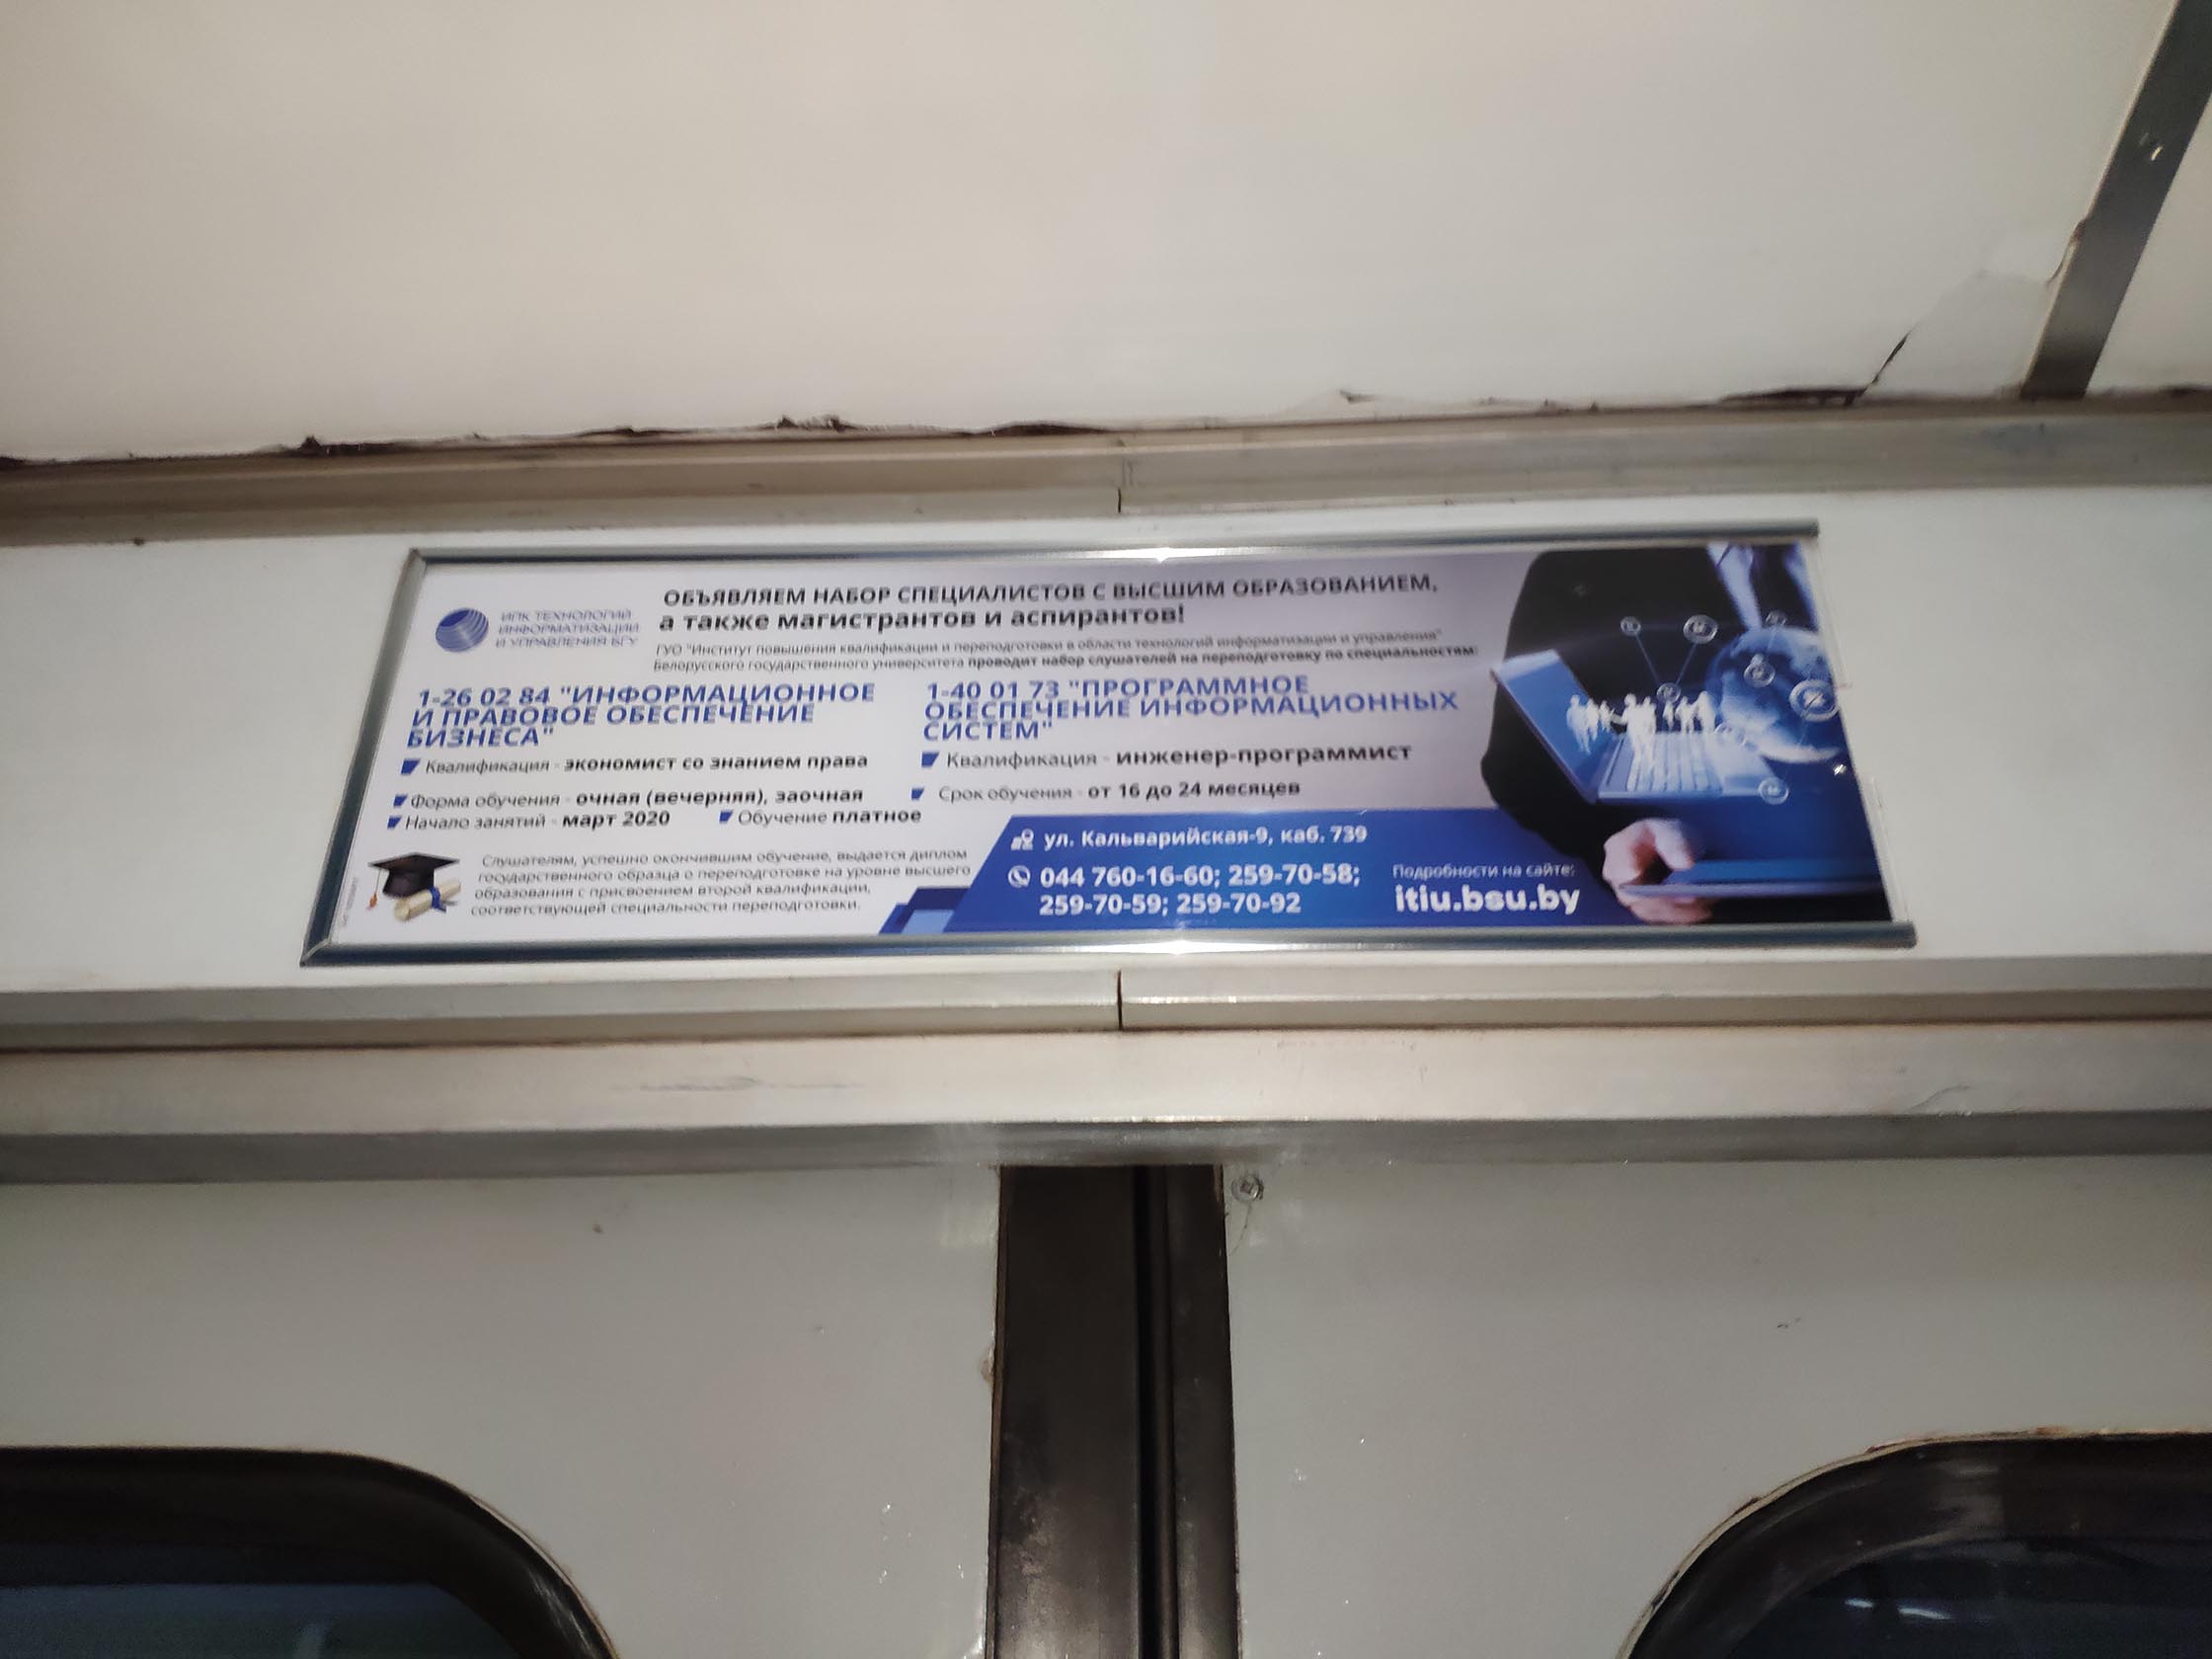 ИПК ТЕХНОЛОГИЙ
ИНФОРМАТИЗАЦИИ
И УПРАВЛЕНИЯ БГУ
ОБЪЯВЛЯЕМ НАБОР СПЕЦИАЛИСТОВ С ВЫСШИМ ОБРАЗОВАНИЕМ,
а также магистрантов и аспирантов!
ГУО "Институт повышения квалификации и переподготовки в области технологий информатизации и управления"
Белорусского государственного университета проводит набор слушателей на переподготовку по специальностям:
1-26 02 84 "ИНФОРМАЦИОННОЕ
И ПРАВОВОЕ ОБЕСПЕЧЕНИЕ
БИЗНЕСА"
Квалификация - экономист со знанием права
Форма обучения - очная (вечерняя), заочная
Начало занятий - март 2020
Обучение платное
1-40 01 73 "ПРОГРАММНОЕ
ОБЕСПЕЧЕНИЕ ИНФОРМАЦИОННЫХ
СИСТЕМ"
Квалификация - инженер-программист
Срок обучения - от 16 до 24 месяцев
Слушателям, успешно окончившим обучение, выдается диплом
государственного образца о переподготовке на уровне высшего
образования с присвоением второй квалификации,
соответствующей специальности переподготовки.
ул. Кальварийская-9, каб. 739
044 760-16-60; 259-70-58;
259-70-59; 259-70-92
Подробности на сайте:
itiu.bsu.by